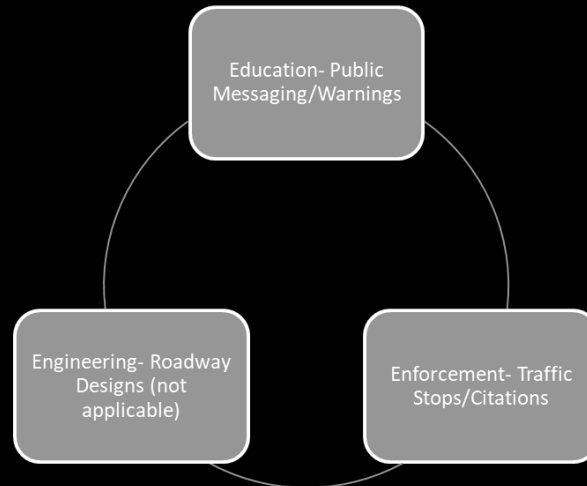 Education- Public
Messaging/Warnings
Engineering- Roadway
Designs (not
applicable)
Enforcement- Traffic
Stops/Citations